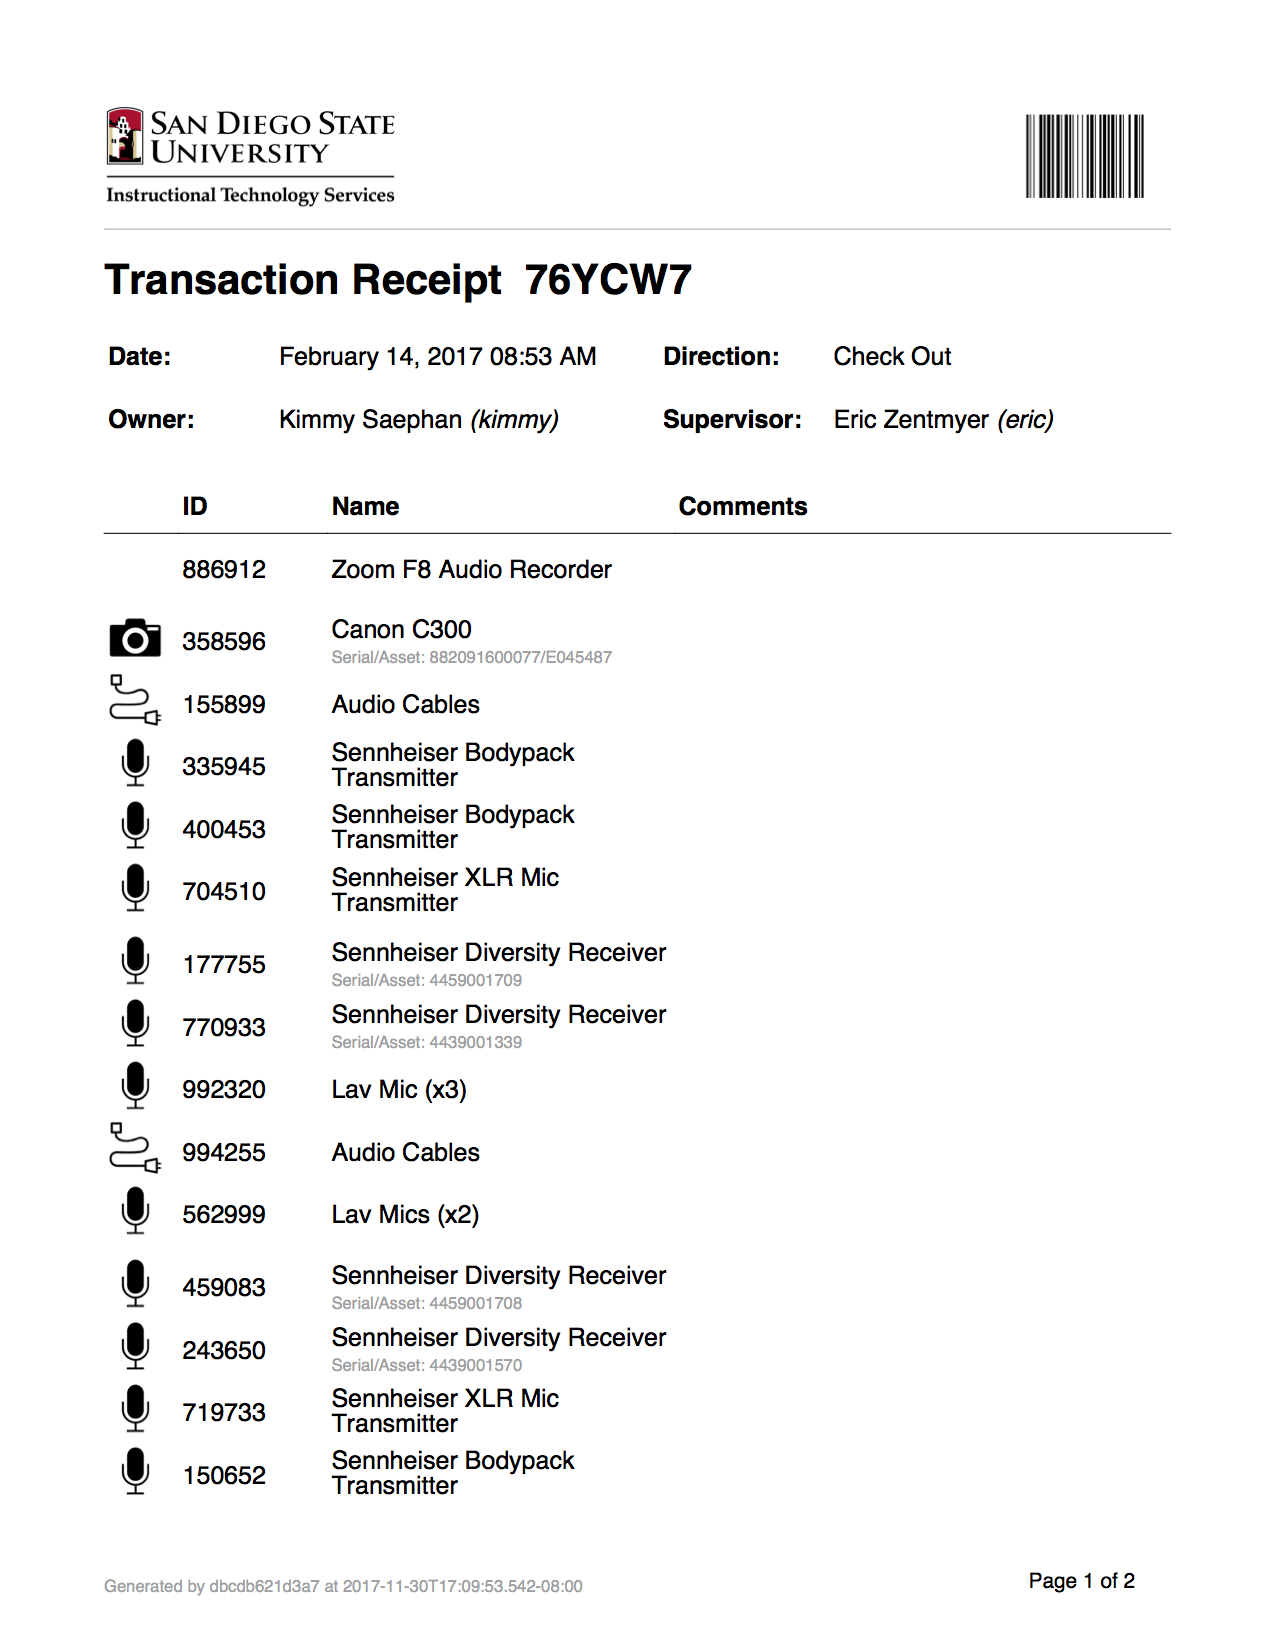 SAN DIEGO STATE
UNIVERSITY
Instructional Technology Services
Transaction Receipt 76YCW7
Date: February 14, 2017 08:53 AM Direction: Check Out
Owner: Kimmy Saephan (kimmy) Supervisor: Eric Zentmyer (eric)
ID Name Comments
886912 Zoom F8 Audio Recorder
358596 Canon C300
Serial/Asset: 882091600077/E045487
155899 Audio Cables
335945 Sennheiser Bodypack
Transmitter
400453 Sennheiser Bodypack
Transmitter
704510 Sennheiser XLR Mic
Transmitter
177755 Sennheiser Diversity Receiver
Serial/Asset: 4459001709
770933 Sennheiser Diversity Receiver
Serial/Asset: 4439001339
992320 Lav Mic (x3)
994255 Audio Cables
562999 Lav Mics (x2)
459083 Sennheiser Diversity Receiver
Serial/Asset: 4459001708
243650 Sennheiser Diversity Receiver
Serial/Asset: 4439001570
719733 Sennheiser XLR Mic
Transmitter
150652 Sennheiser Bodypack
Transmitter
Generated by dbcdb621d3a7 at 2017-11-30T17:09:53.542-08:00 Page 1 of 2